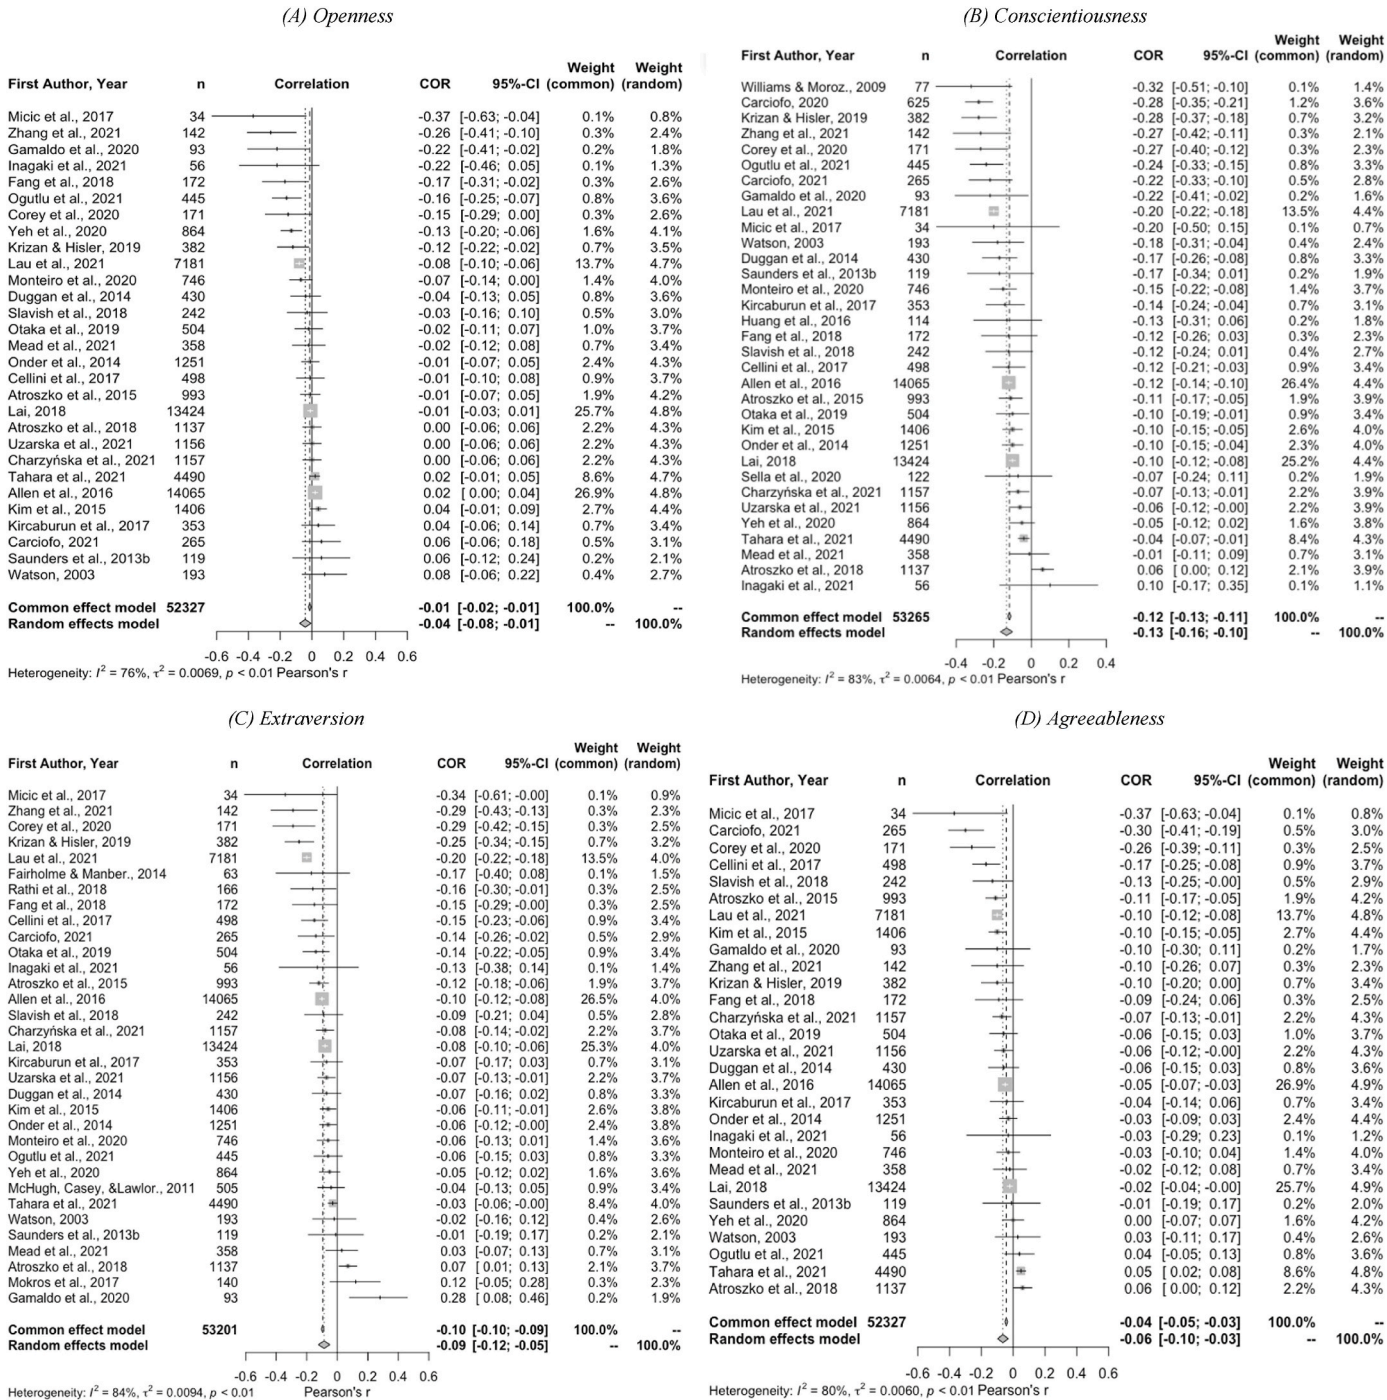 (A) Openness
Weight Weight
First Author, Year n Correlation COR 95%-CI (common) (random)
Micic et al., 2017 34 -0.37 [-0.63; -0.04] 0.1% 0.8%
Zhang et al., 2021 142 -0.26 [-0.41; -0.10] 0.3% 2.4%
Gamaldo et al., 2020 93 -0.22 [-0.41; -0.02] 0.2% 1.8%
Inagaki et al., 2021 56 -0.22 [-0.46; 0.05] 0.1% 1.3%
Fang et al., 2018 172 -0.17 [-0.31; -0.02] 0.3% 2.6%
Ogutlu et al., 2021 445 -0.16 [-0.25; -0.07] 0.8% 3.6%
Corey et al., 2020 171 -0.15 [-0.29; 0.00] 0.3% 2.6%
Yeh et al., 2020 864 -0.13 [-0.20; -0.06] 1.6% 4.1%
Krizan & Hisler, 2019 382 -0.12 [-0.22; -0.02] 0.7% 3.5%
Lau et al., 2021 7181 -0.08 [-0.10; -0.06] 13.7% 4.7%
Monteiro et al., 2020 746 -0.07 [-0.14; 0.00] 1.4% 4.0%
Duggan et al., 2014 430 -0.04 [-0.13; 0.05] 0.8% 3.6%
Slavish et al., 2018 242 -0.03 [-0.16; 0.10] 0.5% 3.0%
Otaka et al., 2019 504 -0.02 [-0.11; 0.07] 1.0% 3.7%
Mead et al., 2021 358 -0.02 [-0.12; 0.08] 0.7% 3.4%
Onder et al., 2014 1251 -0.01 [-0.07; 0.05] 2.4% 4.3%
Cellini et al., 2017 498 -0.01 [-0.10; 0.08] 0.9% 3.7%
Atroszko et al., 2015 993 -0.01 [-0.07; 0.05] 1.9% 4.2%
Lai, 2018 13424 -0.01 [-0.03; 0.01] 25.7% 4.8%
Atroszko et al., 2018 1137 0.00 [-0.06; 0.06] 2.2% 4.3%
Uzarska et al., 2021 1156 0.00 [-0.06; 0.06] 2.2% 4.3%
Charzyńska et al., 2021 1157 0.00 [-0.06; 0.06] 2.2% 4.3%
Tahara et al., 2021 4490 0.02 [-0.01; 0.05] 8.6% 4.7%
Allen et al., 2016 14065 0.02 [ 0.00; 0.04] 26.9% 4.8%
Kim et al., 2015 1406 0.04 [-0.01; 0.09] 2.7% 4.4%
Kircaburun et al., 2017 353 0.04 [-0.06; 0.14] 0.7% 3.4%
Carciofo, 2021 265 0.06 [-0.06; 0.18] 0.5% 3.1%
Saunders et al., 2013b 119 0.06 [-0.12; 0.24] 0.2% 2.1%
Watson, 2003 193 0.08 [-0.06; 0.22] 0.4% 2.7%
Common effect model 52327 -0.01 [-0.02; -0.01] 100.0% --
Random effects model -0.04 [-0.08; -0.01] -- 100.0%
-0.6 -0.4 -0.2 0 0.2 0.4 0.6
Heterogeneity: I² = 76%, τ² = 0.0069, p < 0.01 Pearson's r
(B) Conscientiousness
Weight Weight
First Author, Year n Correlation COR 95%-CI (common) (random)
Williams & Moroz., 2009 77 -0.32 [-0.51; -0.10] 0.1% 1.4%
Carciofo, 2020 625 -0.28 [-0.35; -0.21] 1.2% 3.6%
Krizan & Hisler, 2019 382 -0.28 [-0.37; -0.18] 0.7% 3.2%
Zhang et al., 2021 142 -0.27 [-0.42; -0.11] 0.3% 2.1%
Corey et al., 2020 171 -0.27 [-0.40; -0.12] 0.3% 2.3%
Ogutlu et al., 2021 445 -0.24 [-0.33; -0.15] 0.8% 3.3%
Carciofo, 2021 265 -0.22 [-0.33; -0.10] 0.5% 2.8%
Gamaldo et al., 2020 93 -0.22 [-0.41; -0.02] 0.2% 1.6%
Lau et al., 2021 7181 -0.20 [-0.22; -0.18] 13.5% 4.4%
Micic et al., 2017 34 -0.20 [-0.50; 0.15] 0.1% 0.7%
Watson, 2003 193 -0.18 [-0.31; -0.04] 0.4% 2.4%
Duggan et al., 2014 430 -0.17 [-0.26; -0.08] 0.8% 3.3%
Saunders et al., 2013b 119 -0.17 [-0.34; 0.01] 0.2% 1.9%
Monteiro et al., 2020 746 -0.15 [-0.22; -0.08] 1.4% 3.7%
Kircaburun et al., 2017 353 -0.14 [-0.24; -0.04] 0.7% 3.1%
Huang et al., 2016 114 -0.13 [-0.31; 0.06] 0.2% 1.8%
Fang et al., 2018 172 -0.12 [-0.26; 0.03] 0.3% 2.3%
Slavish et al., 2018 242 -0.12 [-0.24; 0.01] 0.4% 2.7%
Cellini et al., 2017 498 -0.12 [-0.21; -0.03] 0.9% 3.4%
Allen et al., 2016 14065 -0.12 [-0.14; -0.10] 26.4% 4.4%
Atroszko et al., 2015 993 -0.11 [-0.17; -0.05] 1.9% 3.9%
Otaka et al., 2019 504 -0.10 [-0.19; -0.01] 0.9% 3.4%
Kim et al., 2015 1406 -0.10 [-0.15; -0.05] 2.6% 4.0%
Onder et al., 2014 1251 -0.10 [-0.15; -0.04] 2.3% 4.0%
Lai, 2018 13424 -0.10 [-0.12; -0.08] 25.2% 4.4%
Sella et al., 2020 122 -0.07 [-0.24; 0.11] 0.2% 1.9%
Charzyńska et al., 2021 1157 -0.07 [-0.13; -0.01] 2.2% 3.9%
Uzarska et al., 2021 1156 -0.06 [-0.12; -0.00] 2.2% 3.9%
Yeh et al., 2020 864 -0.05 [-0.12; 0.02] 1.6% 3.8%
Tahara et al., 2021 4490 -0.04 [-0.07; -0.01] 8.4% 4.3%
Mead et al., 2021 358 -0.01 [-0.11; 0.09] 0.7% 3.1%
Atroszko et al., 2018 1137 0.06 [ 0.00; 0.12] 2.1% 3.9%
Inagaki et al., 2021 56 0.10 [-0.17; 0.35] 0.1% 1.1%
Common effect model 53265 -0.12 [-0.13; -0.11] 100.0% --
Random effects model -0.13 [-0.16; -0.10] -- 100.0%
-0.4 -0.2 0 0.2 0.4
Heterogeneity: I² = 83%, τ² = 0.0064, p < 0.01 Pearson's r
(C) Extraversion
Weight Weight
First Author, Year n Correlation COR 95%-CI (common) (random)
Micic et al., 2017 34 -0.34 [-0.61; -0.00] 0.1% 0.9%
Zhang et al., 2021 142 -0.29 [-0.43; -0.13] 0.3% 2.3%
Corey et al., 2020 171 -0.29 [-0.42; -0.15] 0.3% 2.5%
Krizan & Hisler, 2019 382 -0.25 [-0.34; -0.15] 0.7% 3.2%
Lau et al., 2021 7181 -0.20 [-0.22; -0.18] 13.5% 4.0%
Fairholme & Manber., 2014 63 -0.17 [-0.40; 0.08] 0.1% 1.5%
Rathi et al., 2018 166 -0.16 [-0.30; -0.01] 0.3% 2.5%
Fang et al., 2018 172 -0.15 [-0.29; -0.00] 0.3% 2.5%
Cellini et al., 2017 498 -0.15 [-0.23; -0.06] 0.9% 3.4%
Carciofo, 2021 265 -0.14 [-0.26; -0.02] 0.5% 2.9%
Otaka et al., 2019 504 -0.14 [-0.22; -0.05] 0.9% 3.4%
Inagaki et al., 2021 56 -0.13 [-0.38; 0.14] 0.1% 1.4%
Atroszko et al., 2015 993 -0.12 [-0.18; -0.06] 1.9% 3.7%
Allen et al., 2016 14065 -0.10 [-0.12; -0.08] 26.5% 4.0%
Slavish et al., 2018 242 -0.09 [-0.21; 0.04] 0.5% 2.8%
Charzyńska et al., 2021 1157 -0.08 [-0.14; -0.02] 2.2% 3.7%
Lai, 2018 13424 -0.08 [-0.10; -0.06] 25.3% 4.0%
Kircaburun et al., 2017 353 -0.07 [-0.17; 0.03] 0.7% 3.1%
Uzarska et al., 2021 1156 -0.07 [-0.13; -0.01] 2.2% 3.7%
Duggan et al., 2014 430 -0.07 [-0.16; 0.02] 0.8% 3.3%
Kim et al., 2015 1406 -0.06 [-0.11; -0.01] 2.6% 3.8%
Onder et al., 2014 1251 -0.06 [-0.12; -0.00] 2.4% 3.8%
Monteiro et al., 2020 746 -0.06 [-0.13; 0.01] 1.4% 3.6%
Ogutlu et al., 2021 445 -0.06 [-0.15; 0.03] 0.8% 3.3%
Yeh et al., 2020 864 -0.05 [-0.12; 0.02] 1.6% 3.6%
McHugh, Casey, &Lawlor., 2011 505 -0.04 [-0.13; 0.05] 0.9% 3.4%
Tahara et al., 2021 4490 -0.03 [-0.06; -0.00] 8.4% 4.0%
Watson, 2003 193 -0.02 [-0.16; 0.12] 0.4% 2.6%
Saunders et al., 2013b 119 -0.01 [-0.19; 0.17] 0.2% 2.1%
Mead et al., 2021 358 0.03 [-0.07; 0.13] 0.7% 3.1%
Atroszko et al., 2018 1137 0.07 [ 0.01; 0.13] 2.1% 3.7%
Mokros et al., 2017 140 0.12 [-0.05; 0.28] 0.3% 2.3%
Gamaldo et al., 2020 93 0.28 [ 0.08; 0.46] 0.2% 1.9%
Common effect model 53201 -0.10 [-0.10; -0.09] 100.0% --
Random effects model -0.09 [-0.12; -0.05] -- 100.0%
-0.6 -0.4 -0.2 0 0.2 0.4 0.6
Heterogeneity: I² = 84%, τ² = 0.0094, p < 0.01 Pearson's r
(D) Agreeableness
Weight Weight
First Author, Year n Correlation COR 95%-CI (common) (random)
Micic et al., 2017 34 -0.37 [-0.63; -0.04] 0.1% 0.8%
Carciofo, 2021 265 -0.30 [-0.41; -0.19] 0.5% 3.0%
Corey et al., 2020 171 -0.26 [-0.39; -0.11] 0.3% 2.5%
Cellini et al., 2017 498 -0.17 [-0.25; -0.08] 0.9% 3.7%
Slavish et al., 2018 242 -0.13 [-0.25; -0.00] 0.5% 2.9%
Atroszko et al., 2015 993 -0.11 [-0.17; -0.05] 1.9% 4.2%
Lau et al., 2021 7181 -0.10 [-0.12; -0.08] 13.7% 4.8%
Kim et al., 2015 1406 -0.10 [-0.15; -0.05] 2.7% 4.4%
Gamaldo et al., 2020 93 -0.10 [-0.30; 0.11] 0.2% 1.7%
Zhang et al., 2021 142 -0.10 [-0.26; 0.07] 0.3% 2.3%
Krizan & Hisler, 2019 382 -0.10 [-0.20; 0.00] 0.7% 3.4%
Fang et al., 2018 172 -0.09 [-0.24; 0.06] 0.3% 2.5%
Charzyńska et al., 2021 1157 -0.07 [-0.13; -0.01] 2.2% 4.3%
Otaka et al., 2019 504 -0.06 [-0.15; 0.03] 1.0% 3.7%
Uzarska et al., 2021 1156 -0.06 [-0.12; -0.00] 2.2% 4.3%
Duggan et al., 2014 430 -0.06 [-0.15; 0.03] 0.8% 3.6%
Allen et al., 2016 14065 -0.05 [-0.07; -0.03] 26.9% 4.9%
Kircaburun et al., 2017 353 -0.04 [-0.14; 0.06] 0.7% 3.4%
Onder et al., 2014 1251 -0.03 [-0.09; 0.03] 2.4% 4.4%
Inagaki et al., 2021 56 -0.03 [-0.29; 0.23] 0.1% 1.2%
Monteiro et al., 2020 746 -0.03 [-0.10; 0.04] 1.4% 4.0%
Mead et al., 2021 358 -0.02 [-0.12; 0.08] 0.7% 3.4%
Lai, 2018 13424 -0.02 [-0.04; -0.00] 25.7% 4.9%
Saunders et al., 2013b 119 -0.01 [-0.19; 0.17] 0.2% 2.0%
Yeh et al., 2020 864 0.00 [-0.07; 0.07] 1.6% 4.2%
Watson, 2003 193 0.03 [-0.11; 0.17] 0.4% 2.6%
Ogutlu et al., 2021 445 0.04 [-0.05; 0.13] 0.8% 3.6%
Tahara et al., 2021 4490 0.05 [ 0.02; 0.08] 8.6% 4.8%
Atroszko et al., 2018 1137 0.06 [ 0.00; 0.12] 2.2% 4.3%
Common effect model 52327 -0.04 [-0.05; -0.03] 100.0% --
Random effects model -0.06 [-0.10; -0.03] -- 100.0%
-0.6 -0.4 -0.2 0 0.2 0.4 0.6
Heterogeneity: I² = 80%, τ² = 0.0060, p < 0.01 Pearson's r